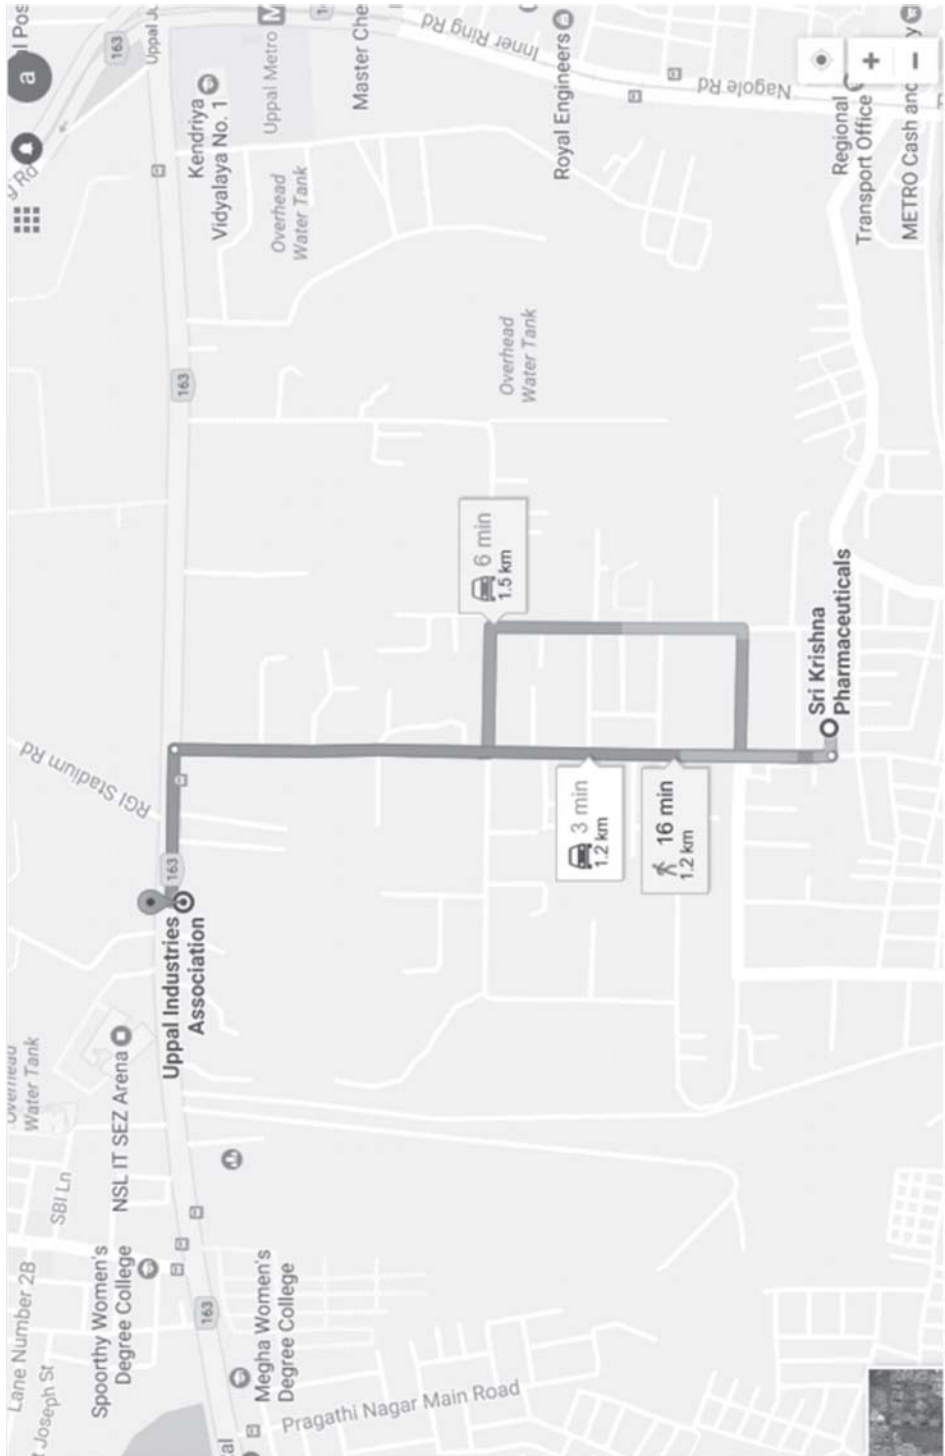 Lane Number 2B
t Joseph St
SBI Ln
Water Tank
Spoorthy Women's
Degree College
NSL IT SEZ Arena
163
Megha Women's
Degree College
Pragathi Nagar Main Road
Uppal Industries
Association
163
RGI Stadium Rd
3 min
1.2 km
16 min
1.2 km
6 min
1.5 km
Sri Krishna
Pharmaceuticals
163
Overhead
Water Tank
Overhead
Water Tank
Kendriya
Vidyalaya No. 1
Uppal Metro
M
163
a
Master Che
Inner Ring Rd
Royal Engineers
Nagole Rd
Regional
Transport Office
METRO Cash and
+
−